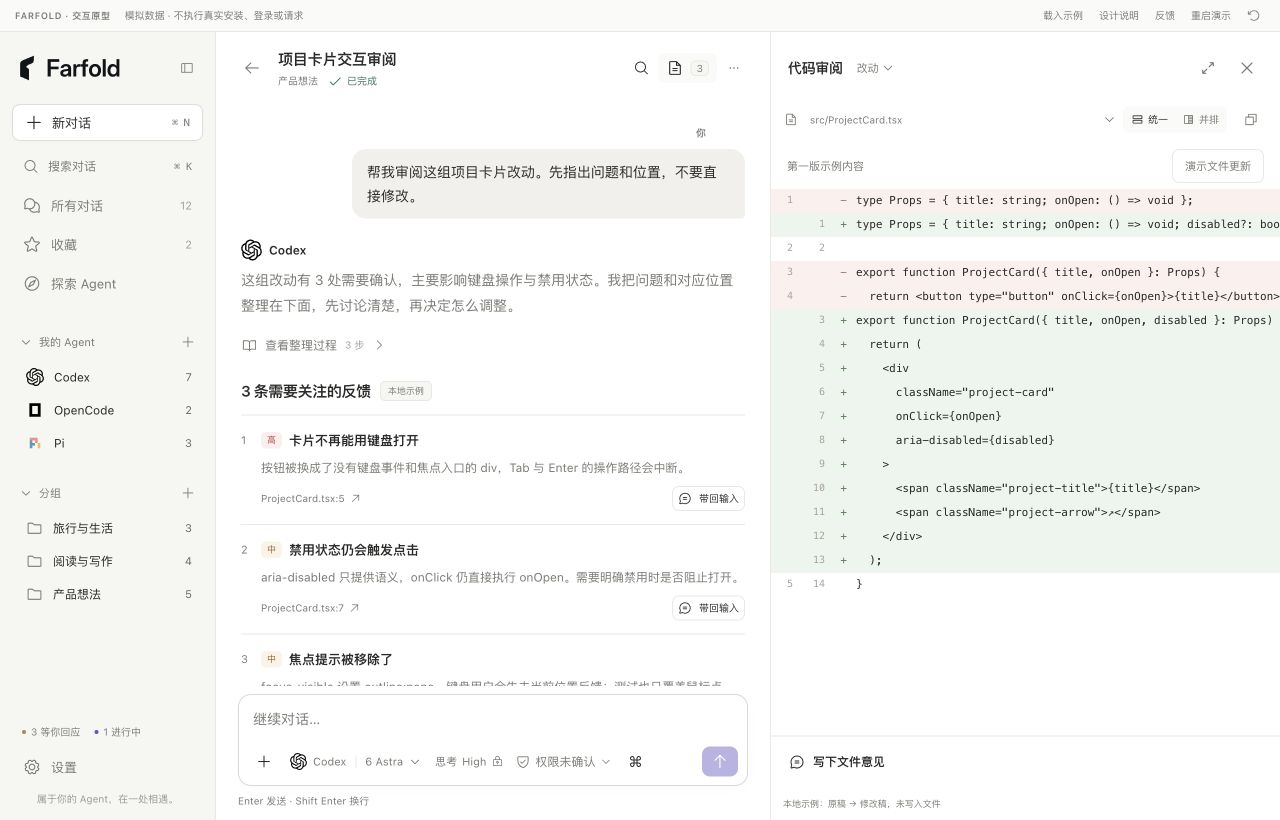 FARFOLD · 交互原型 模拟数据 · 不执行真实安装、登录或请求 载入示例 设计说明 反馈 重启演示
Farfold
新对话 ⌘ N
搜索对话 ⌘ K
所有对话 12
收藏 2
探索 Agent
我的 Agent
Codex 7
OpenCode 2
Pi 3
分组
旅行与生活 3
阅读与写作 4
产品想法 5
3 等你回应 1 进行中
设置
属于你的 Agent，在一处相遇。
项目卡片交互审阅
产品想法 已完成
3
你
帮我审阅这组项目卡片改动。先指出问题和位置，不要直
接修改。
Codex
这组改动有 3 处需要确认，主要影响键盘操作与禁用状态。我把问题和对应位置
整理在下面，先讨论清楚，再决定怎么调整。
查看整理过程 3 步
3 条需要关注的反馈 本地示例
1 高 卡片不再能用键盘打开
按钮被换成了没有键盘事件和焦点入口的 div，Tab 与 Enter 的操作路径会中断。
ProjectCard.tsx:5 带回输入
2 中 禁用状态仍会触发点击
aria-disabled 只提供语义，onClick 仍直接执行 onOpen。需要明确禁用时是否阻止打开。
ProjectCard.tsx:7 带回输入
3 中 焦点提示被移除了
继续对话...
Codex 6 Astra 思考 High 权限未确认 ⌘
Enter 发送 · Shift Enter 换行
代码审阅 改动
src/ProjectCard.tsx 统一 并排
第一版示例内容 演示文件更新
1 − type Props = { title: string; onOpen: () => void };
1 + type Props = { title: string; onOpen: () => void; disabled?: boo
2 2
3 − export function ProjectCard({ title, onOpen }: Props) {
4 − return <button type="button" onClick={onOpen}>{title}</button>
3 + export function ProjectCard({ title, onOpen, disabled }: Props)
4 + return (
5 + <div
6 + className="project-card"
7 + onClick={onOpen}
8 + aria-disabled={disabled}
9 + >
10 + <span className="project-title">{title}</span>
11 + <span className="project-arrow">↗</span>
12 + </div>
13 + );
5 14 }
写下文件意见
本地示例：原稿 → 修改稿，未写入文件